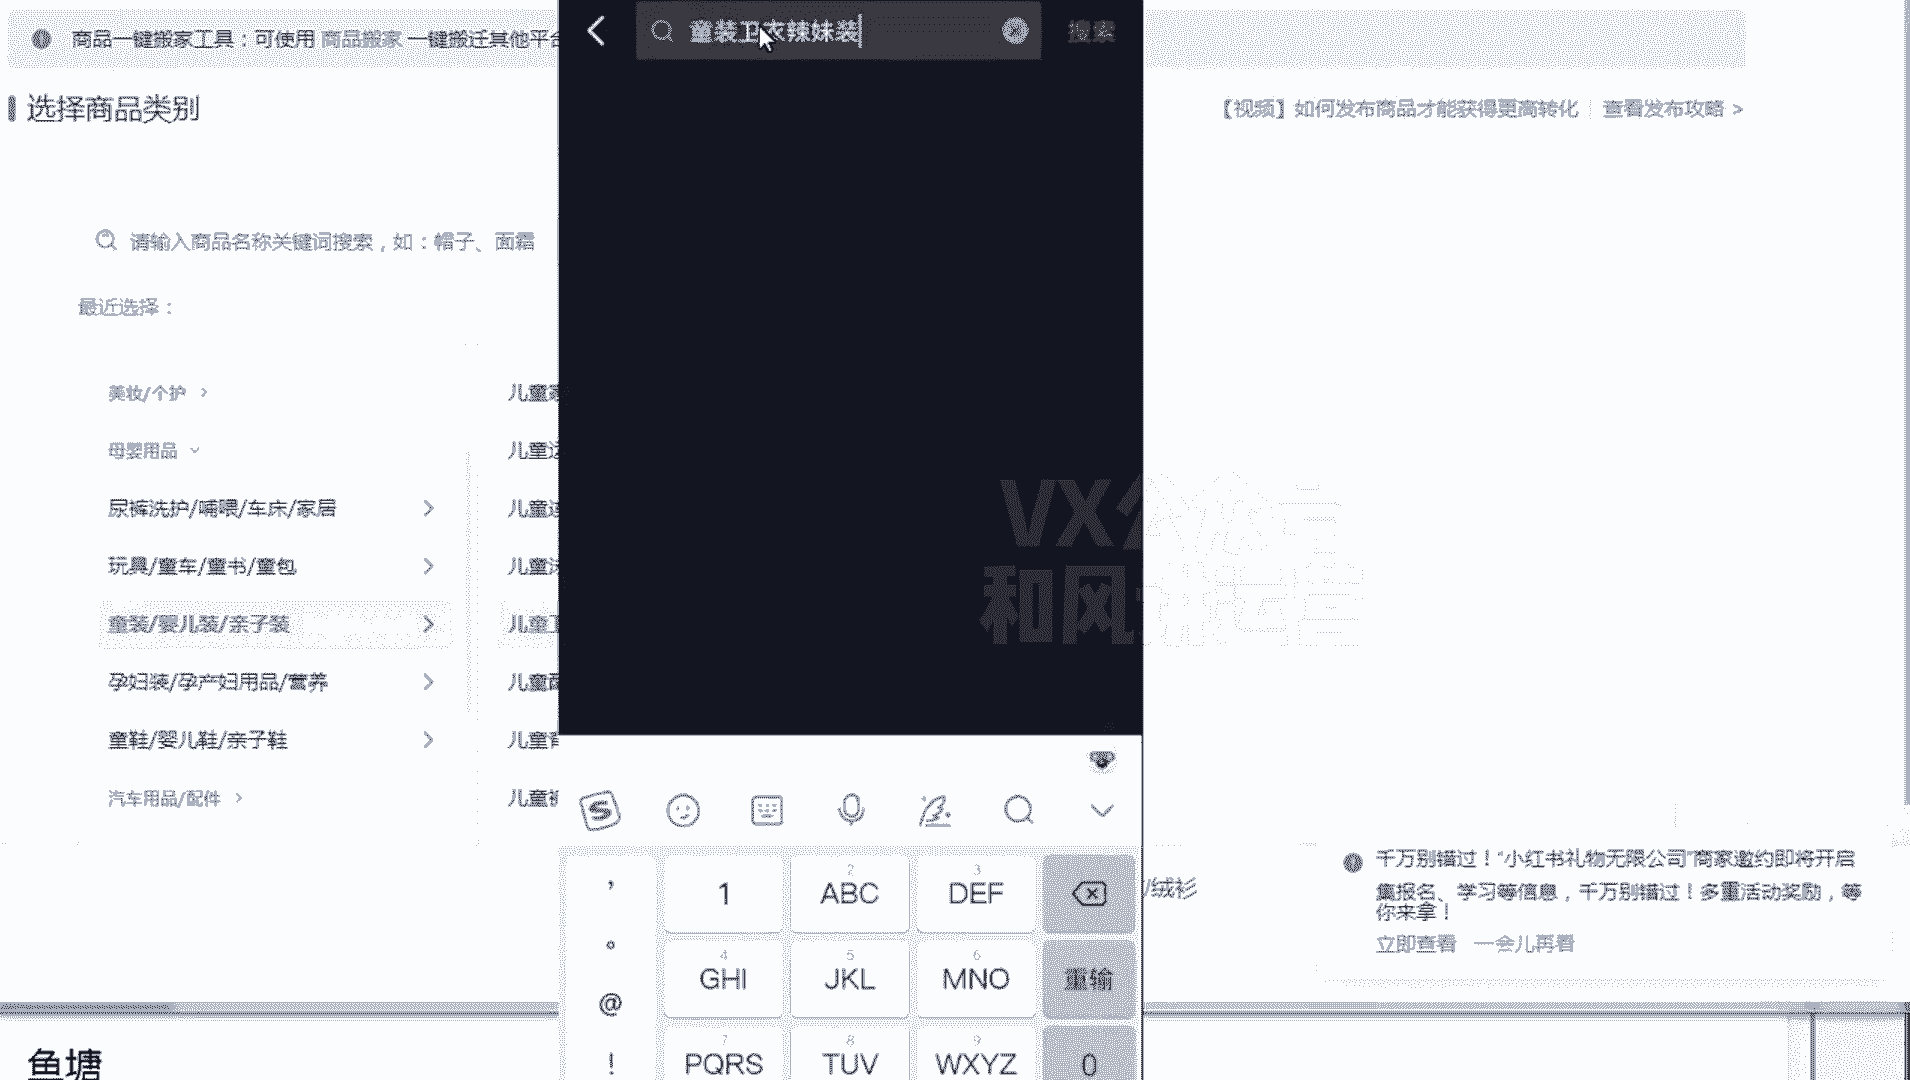 商品一键搬家工具：可使用 商品搬家 一键搬迁其他平台
童装卫衣辣妹装
搜索
选择商品类别
【视频】如何发布商品才能获得更高转化 查看发布攻略 >
请输入商品名称关键词搜索，如：帽子、面霜
最近选择：
美妆/个护 >
儿童
母婴用品
儿童
尿裤洗护/哺喂/车床/家居 >
儿童
玩具/童车/童书/童包 >
儿童
童装/婴儿装/亲子装 >
儿童
孕妇装/孕产妇用品/营养 >
儿童
童鞋/婴儿鞋/亲子鞋 >
儿童
汽车用品/配件 >
儿童
VX公众号
和风
千万别错过！“小红书礼物无限公司”商家邀约即将开启
集报名、学习等信息，千万别错过！多重活动奖励，等
你来拿！
立即查看 一会儿再看
/绒衫
S
，
1
2
ABC
3
DEF
。
4
GHI
5
JKL
6
MNO
重输
@
7
PQRS
8
TUV
9
WXYZ
0
!
鱼塘